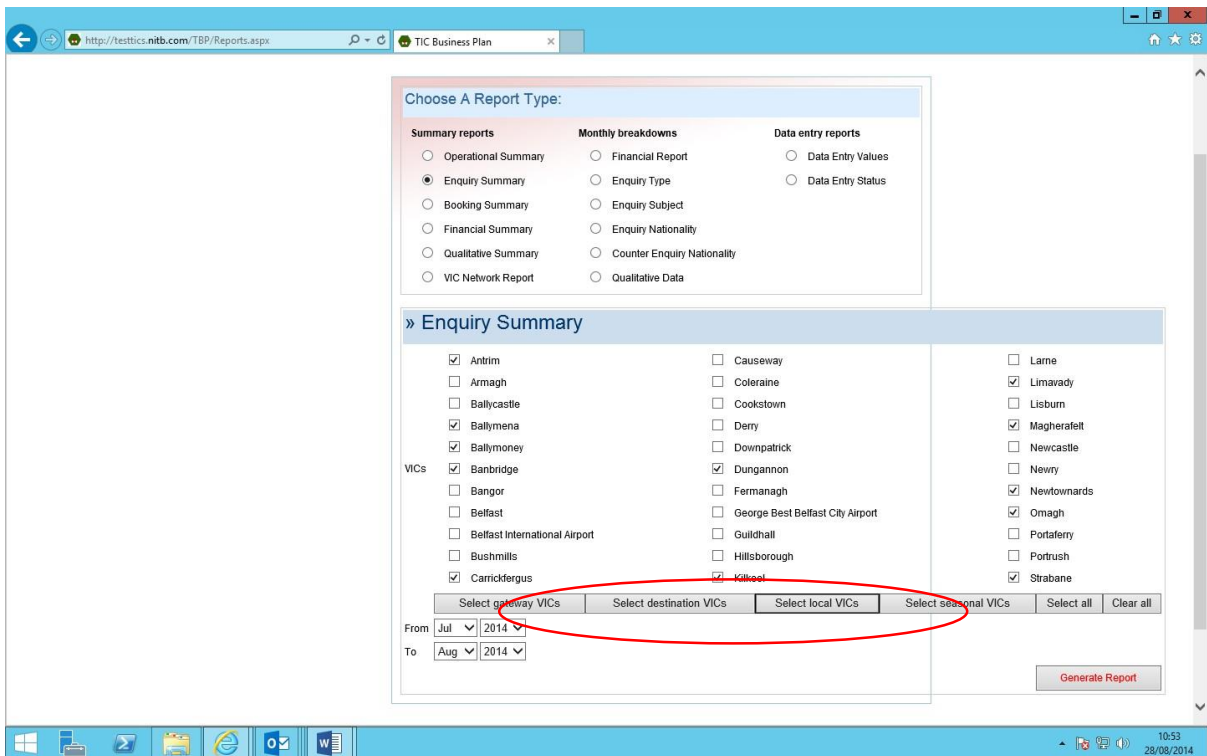 http://testtics.nitb.com/TBP/Reports.aspx
TIC Business Plan
Choose A Report Type:
Summary reports Monthly breakdowns Data entry reports
Operational Summary Financial Report Data Entry Values
Enquiry Summary Enquiry Type Data Entry Status
Booking Summary Enquiry Subject
Financial Summary Enquiry Nationality
Qualitative Summary Counter Enquiry Nationality
VIC Network Report Qualitative Data
» Enquiry Summary
Antrim Causeway Larne
Armagh Coleraine Limavady
Ballycastle Cookstown Lisburn
Ballymena Derry Magherafelt
Ballymoney Downpatrick Newcastle
VICs Banbridge Dungannon Newry
Bangor Fermanagh Newtownards
Belfast George Best Belfast City Airport Omagh
Belfast International Airport Guildhall Portaferry
Bushmills Hillsborough Portrush
Carrickfergus Kilkeel Strabane
Select gateway VICs Select destination VICs Select local VICs Select seasonal VICs Select all Clear all
From Jul 2014
To Aug 2014
Generate Report
10:53
28/08/2014